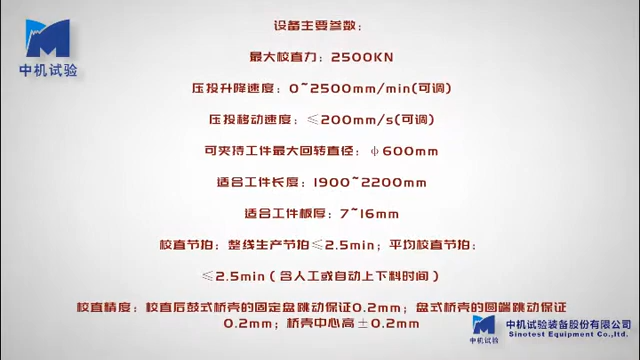 设备主要参数：
中机试验
最大校直力：2500KN
压投升降速度：0~2500mm/min(可调)
压投移动速度：≤200mm/s(可调)
可夹持工件最大回转直径：φ600mm
适合工件长度：1900~2200mm
适合工件板厚：7~16mm
校直节拍：整线生产节拍≤2.5min；平均校直节拍：
≤2.5min（含人工或自动上下料时间）
校直精度：校直后鼓式桥壳的固定盘跳动保证0.2mm；盘式桥壳的圆端跳动保证
0.2mm；桥壳中心高±0.2mm
中机试验
中机试验装备股份有限公司
Sinotest Equipment Co.,ltd.